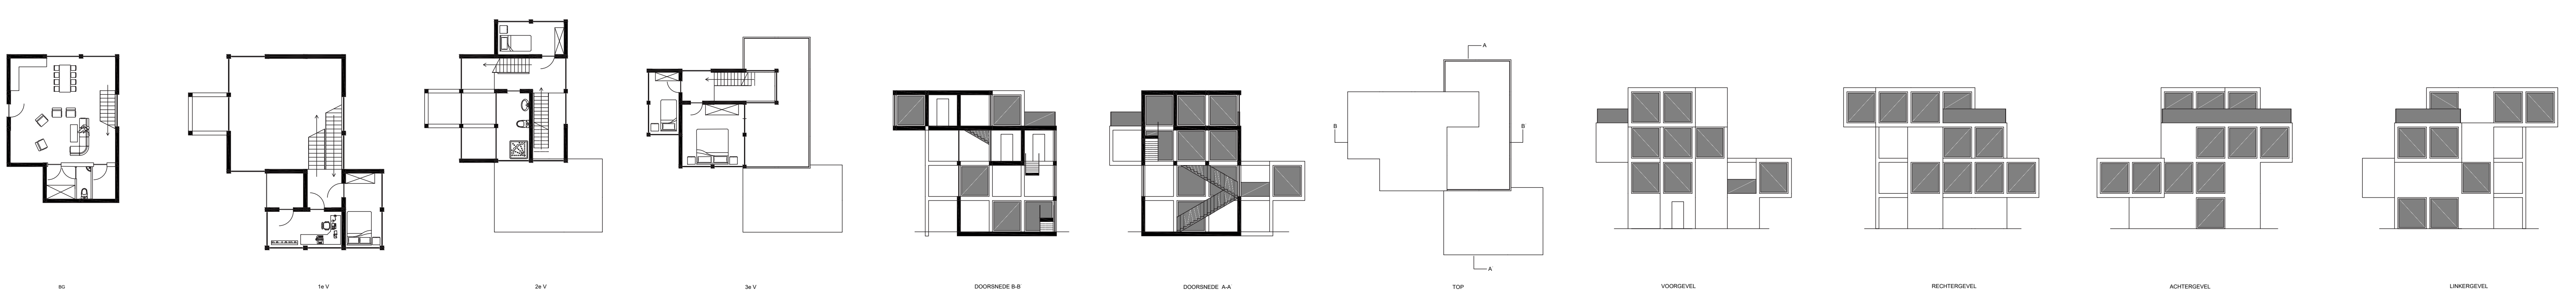 BG
1e V
2e V
3e V
DOORSNEDE B-B
DOORSNEDE A-A
A
B
B
A
TOP
VOORGEVEL
RECHTERGEVEL
ACHTERGEVEL
LINKERGEVEL